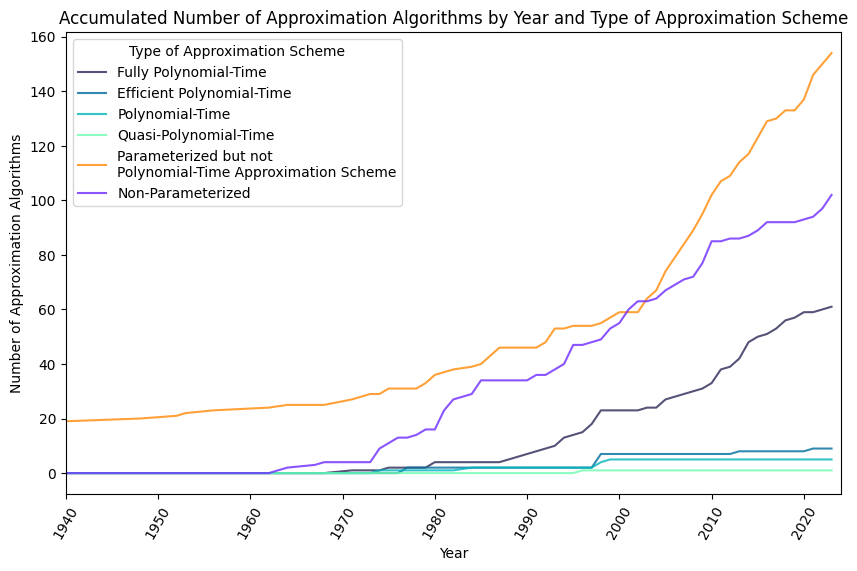 Accumulated Number of Approximation Algorithms by Year and Type of Approximation Scheme
160
140
120
100
80
60
40
20
0
Number of Approximation Algorithms
Type of Approximation Scheme
Fully Polynomial-Time
Efficient Polynomial-Time
Polynomial-Time
Quasi-Polynomial-Time
Parameterized but not
Polynomial-Time Approximation Scheme
Non-Parameterized
1940
1950
1960
1970
1980
1990
2000
2010
2020
Year